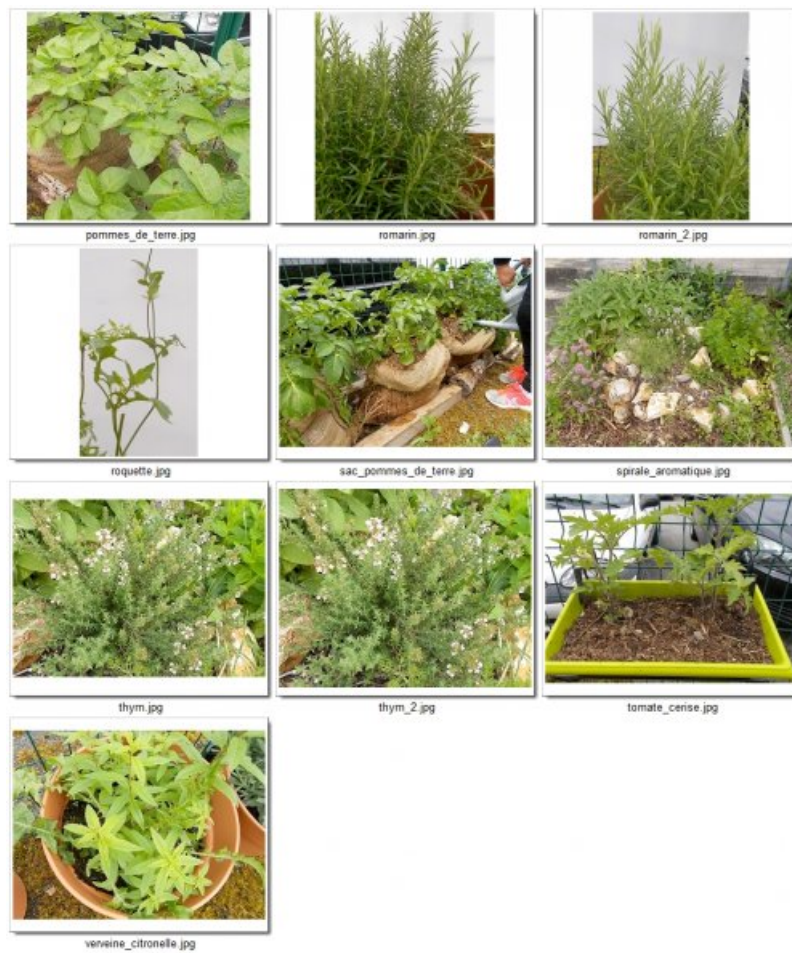 pommes_de_terre.jpg
romarin.jpg
romarin_2.jpg
roquette.jpg
sac_pommes_de_terre.jpg
spirale_aromatique.jpg
thym.jpg
thym_2.jpg
tomate_cerise.jpg
verveine_citronelle.jpg